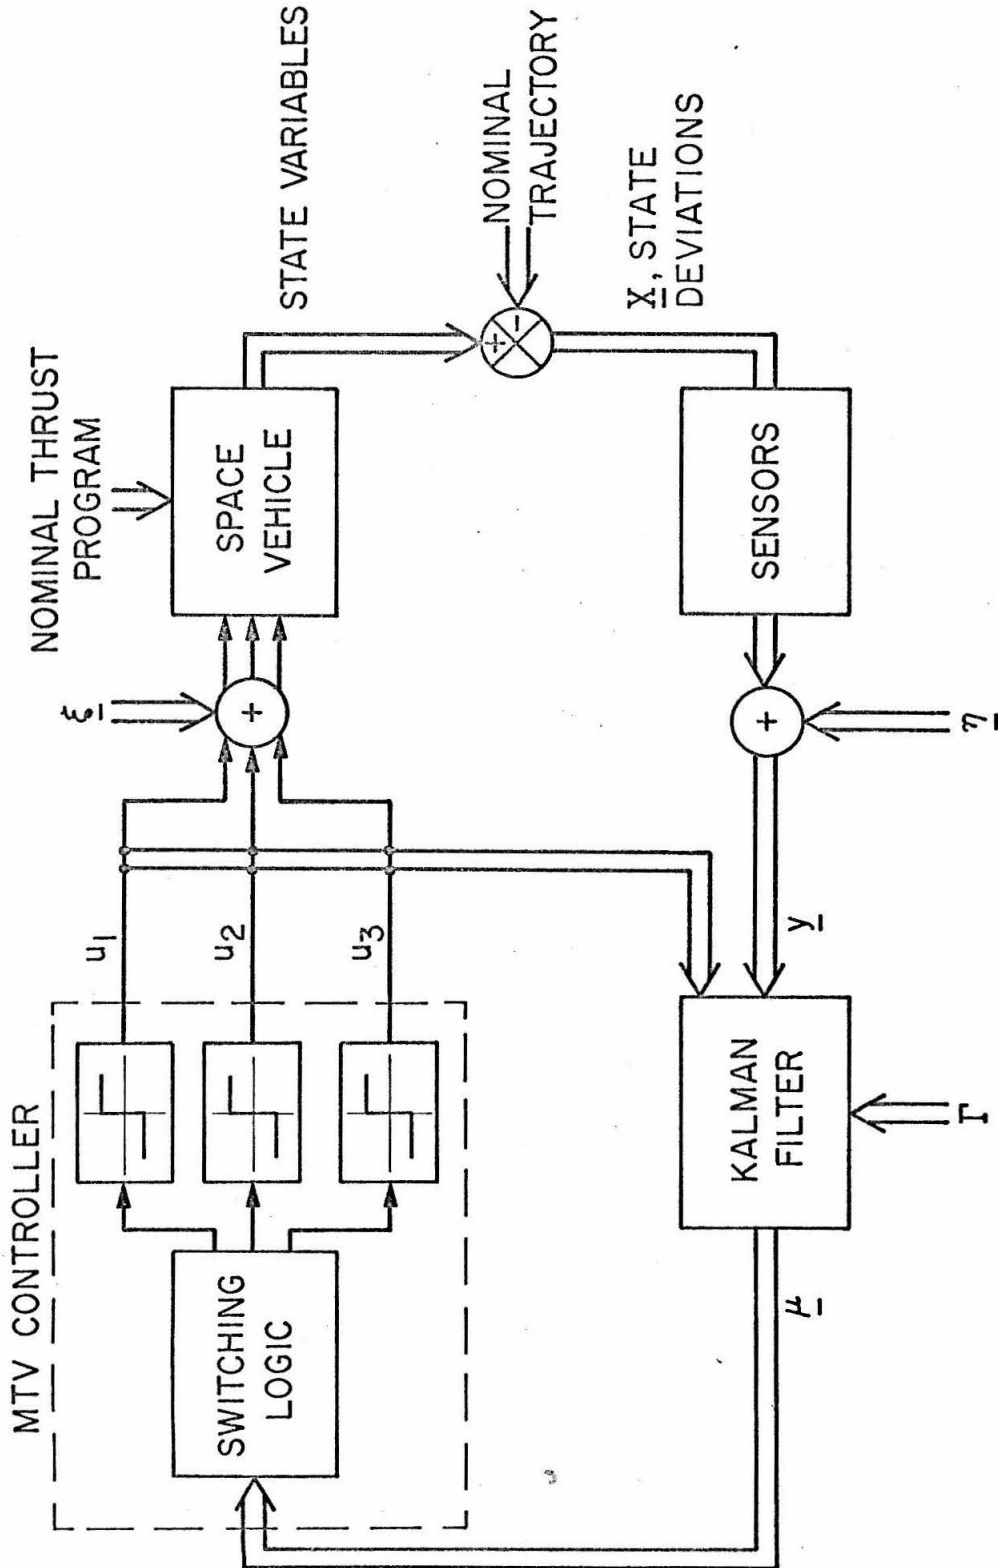 MTV CONTROLLER
SWITCHING
LOGIC
u1
u2
u3
ξ
+
NOMINAL THRUST
PROGRAM
SPACE
VEHICLE
STATE VARIABLES
+
-
NOMINAL
TRAJECTORY
X, STATE
DEVIATIONS
SENSORS
+
η
y
KALMAN
FILTER
Γ
μ